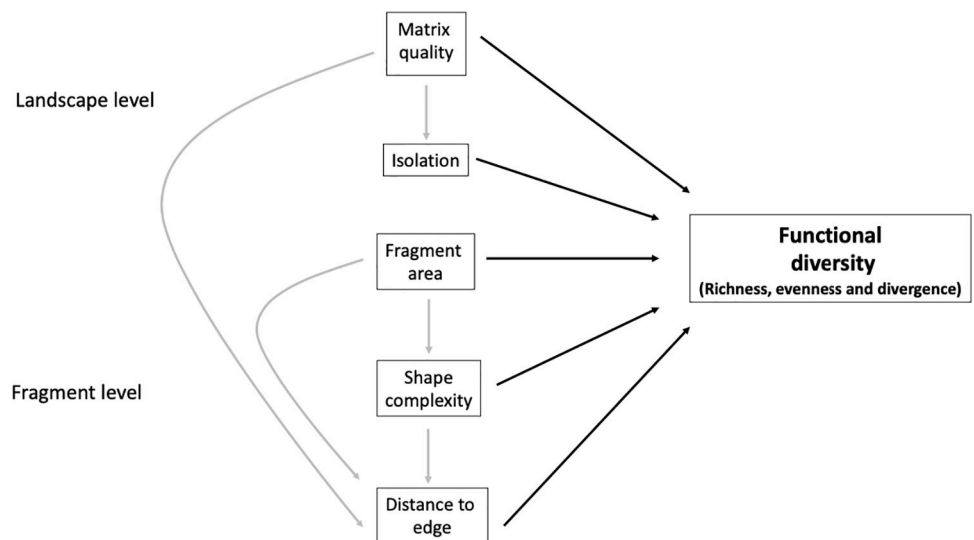 Matrix
quality
Landscape level
Isolation
Fragment
area
Functional
diversity
(Richness, evenness and divergence)
Shape
complexity
Fragment level
Distance to
edge